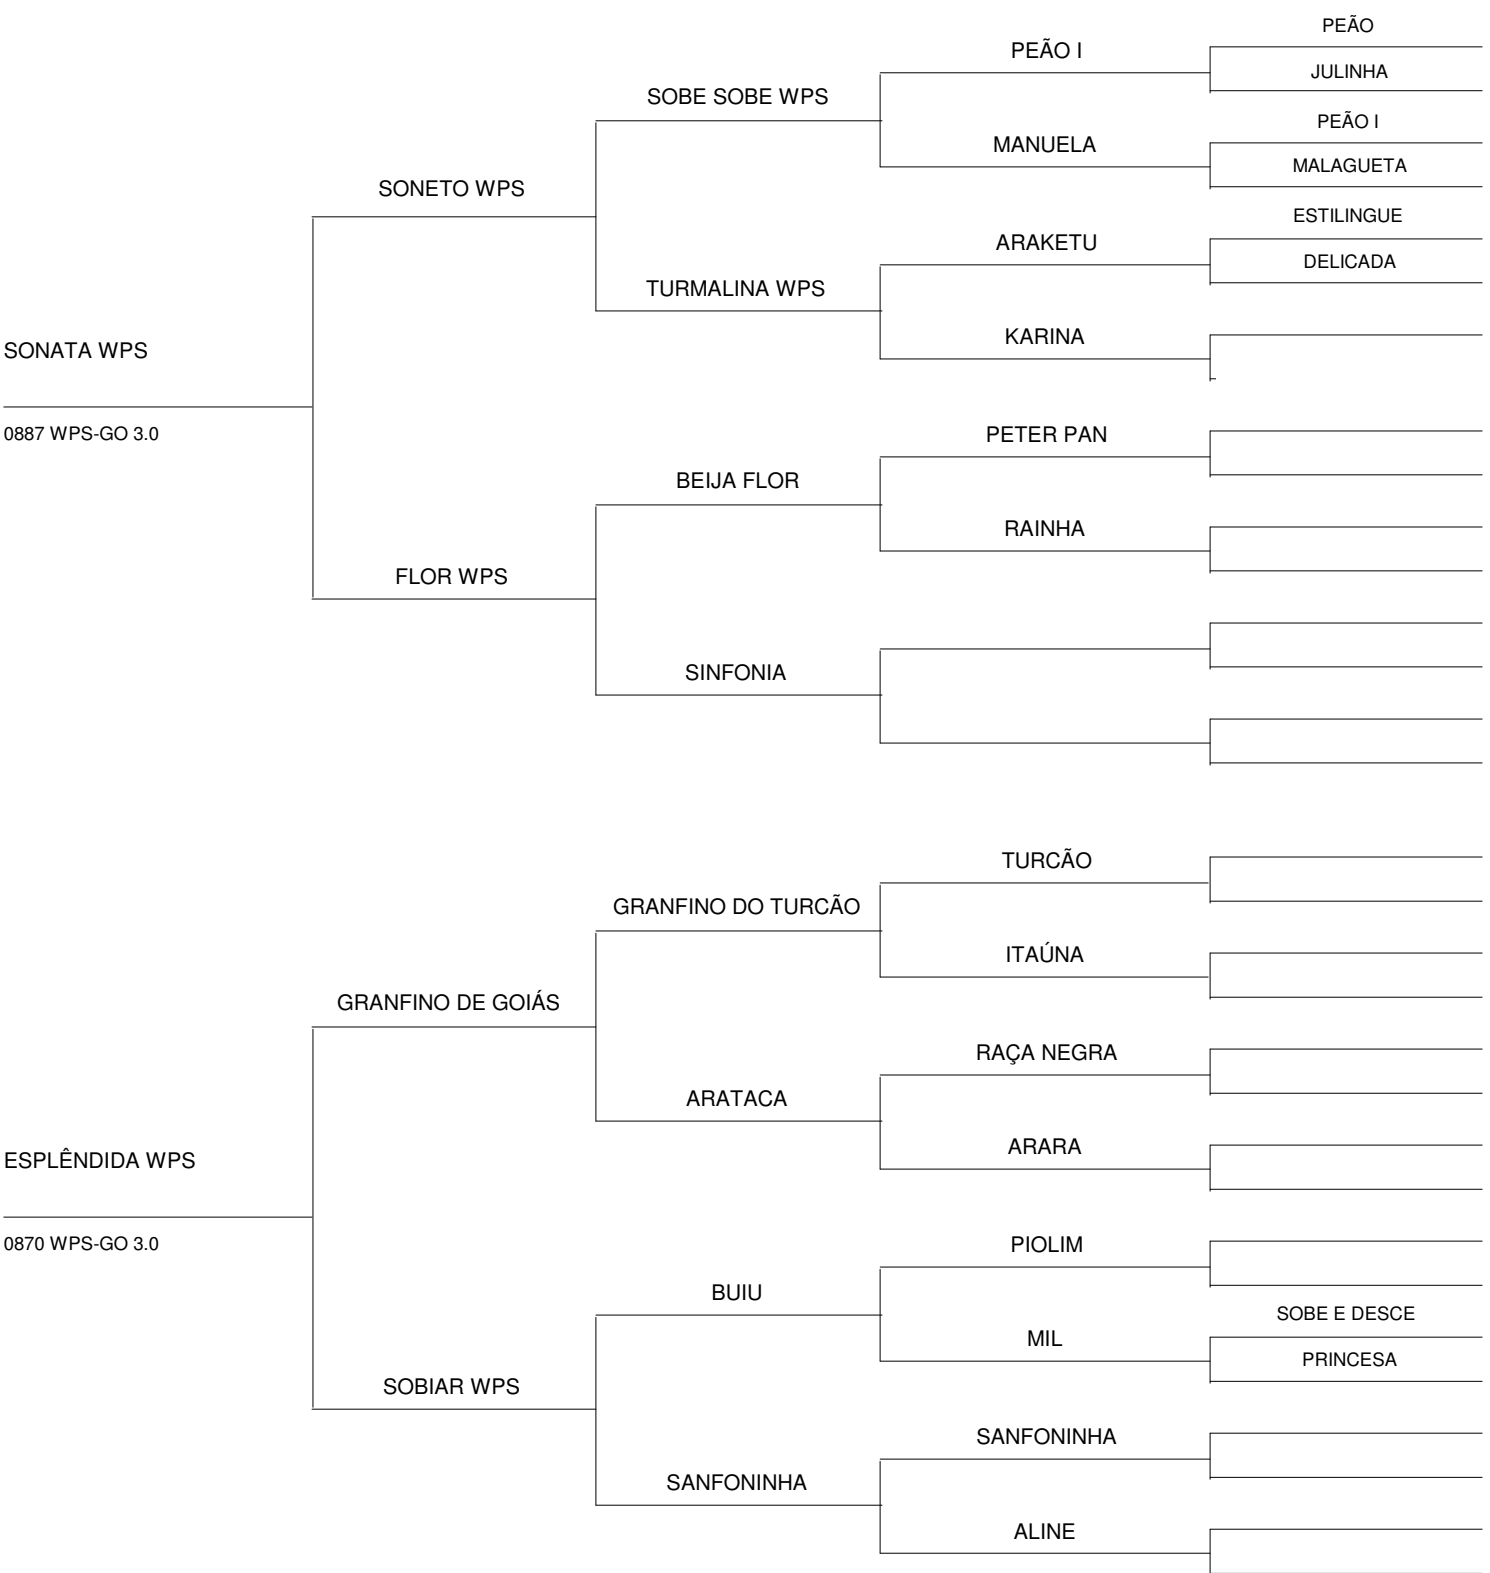 PEÃO
PEÃO I
JULINHA
SOBE SOBE WPS
PEÃO I
MANUELA
MALAGUETA
SONETO WPS
ESTILINGUE
ARAKETU
DELICADA
TURMALINA WPS
KARINA
SONATA WPS
0887 WPS-GO 3.0
PETER PAN
BEIJA FLOR
RAINHA
FLOR WPS
SINFONIA
TURCÃO
GRANFINO DO TURCÃO
ITAÚNA
GRANFINO DE GOIÁS
RAÇA NEGRA
ARATACA
ARARA
ESPLÊNDIDA WPS
0870 WPS-GO 3.0
PIOLIM
BUIU
SOBE E DESCE
MIL
PRINCESA
SOBIAR WPS
SANFONINHA
SANFONINHA
ALINE